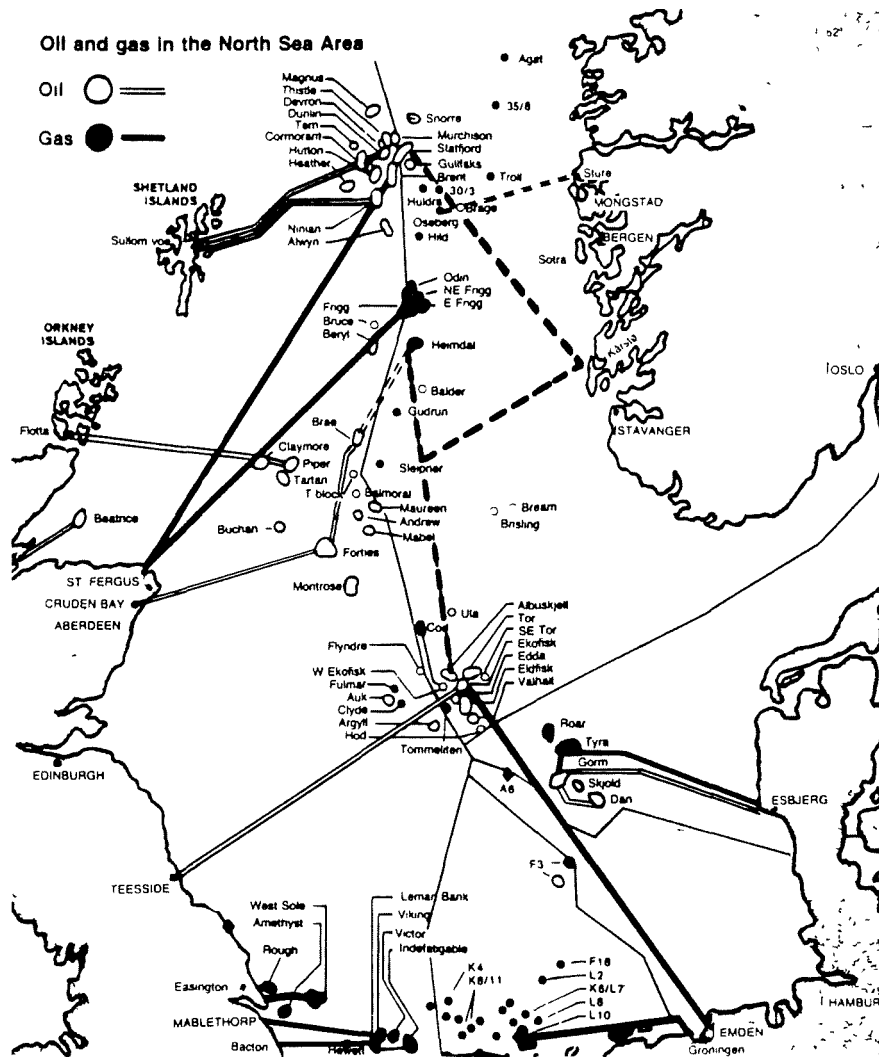 Oil and gas in the North Sea Area
Oil
Gas
62°
Agat
35/8
Magnus
Thistle
Devron
Dunlin
Tern
Cormorant
Hutton
Heather
Snorre
Murchison
Statfjord
Gullfaks
Brent
30/3
Troll
Huldra
Brage
Oseberg
Hild
Sture
MONGSTAD
BERGEN
Sotra
SHETLAND
ISLANDS
Sullom voe
Ninian
Alwyn
Odin
NE Frigg
E Frigg
Frigg
Bruce
Beryl
Heimdal
Kårstø
OSLO
ORKNEY
ISLANDS
Balder
Gudrun
Brae
STAVANGER
Flotta
Claymore
Piper
Tartan
Sleipner
T block
Balmoral
Maureen
Andrew
Mabel
Bream
Brisling
Beatrice
Buchan
Forties
ST FERGUS
CRUDEN BAY
ABERDEEN
Montrose
Ula
Cod
Albuskjell
Tor
SE Tor
Ekofisk
Edda
Eldfisk
Valhall
Flyndre
W Ekofisk
Fulmar
Auk
Clyde
Argyll
Hod
Tommeliten
Roar
Tyra
Gorm
Skjold
Dan
A6
ESBJERG
EDINBURGH
TEESSIDE
F3
West Sole
Amethyst
Rough
Leman Bank
Viking
Victor
Indefatigable
Easington
K4
K8/11
F18
L2
K6/L7
L8
L10
HAMBUR
MABLETHORP
Bacton
Hewett
EMDEN
Groningen